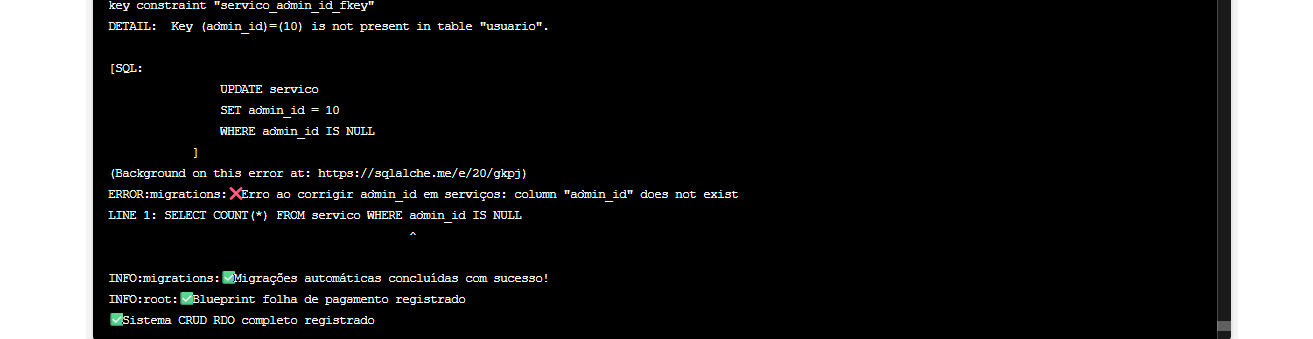 key constraint "servico_admin_id_fkey"
DETAIL:  Key (admin_id)=(10) is not present in table "usuario".
[SQL:
UPDATE servico
SET admin_id = 10
WHERE admin_id IS NULL
]
(Background on this error at: https://sqlalche.me/e/20/gkpj)
ERROR:migrations:❌Erro ao corrigir admin_id em serviços: column "admin_id" does not exist
LINE 1: SELECT COUNT(*) FROM servico WHERE admin_id IS NULL
^
INFO:migrations:✅Migrações automáticas concluídas com sucesso!
INFO:root:✅Blueprint folha de pagamento registrado
✅Sistema CRUD RDO completo registrado